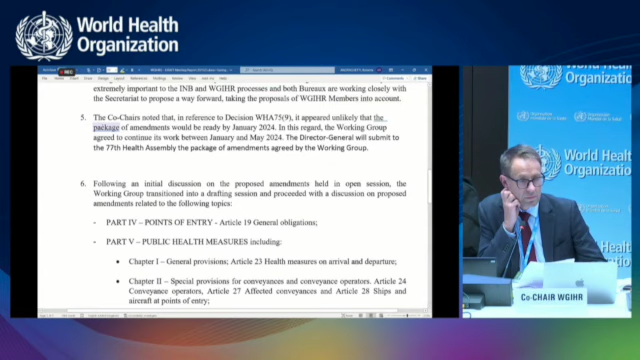 World Health
Organization
extremely important to the INB and WGIHR processes and both Bureaux are working closely with
the Secretariat to propose a way forward, taking the proposals of WGIHR Members into account.
5. The Co-Chairs noted that, in reference to Decision WHA75(9), it appeared unlikely that the
package of amendments would be ready by January 2024. In this regard, the Working Group
agreed to continue its work between January and May 2024. The Director-General will submit to
the 77th Health Assembly the package of amendments agreed by the Working Group.
6. Following an initial discussion on the proposed amendments held in open session, the
Working Group transitioned into a drafting session and proceeded with a discussion on proposed
amendments related to the following topics:
- PART IV – POINTS OF ENTRY - Article 19 General obligations;
- PART V – PUBLIC HEALTH MEASURES including:
• Chapter I – General provisions; Article 23 Health measures on arrival and departure;
• Chapter II – Special provisions for conveyances and conveyance operators. Article 24
Conveyance operators, Article 27 Affected conveyances and Article 28 Ships and
aircraft at points of entry;
World Health
Organization
World Health
Organization
Co-CHAIR WGIHR